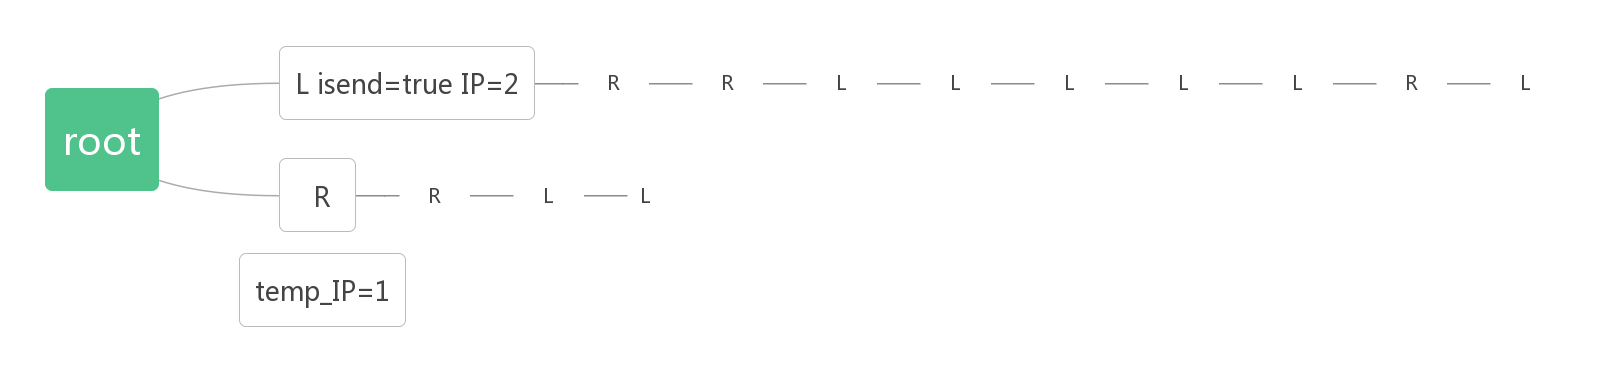 root
L isend=true IP=2 R R L L L L L R L
R R L L
temp_IP=1